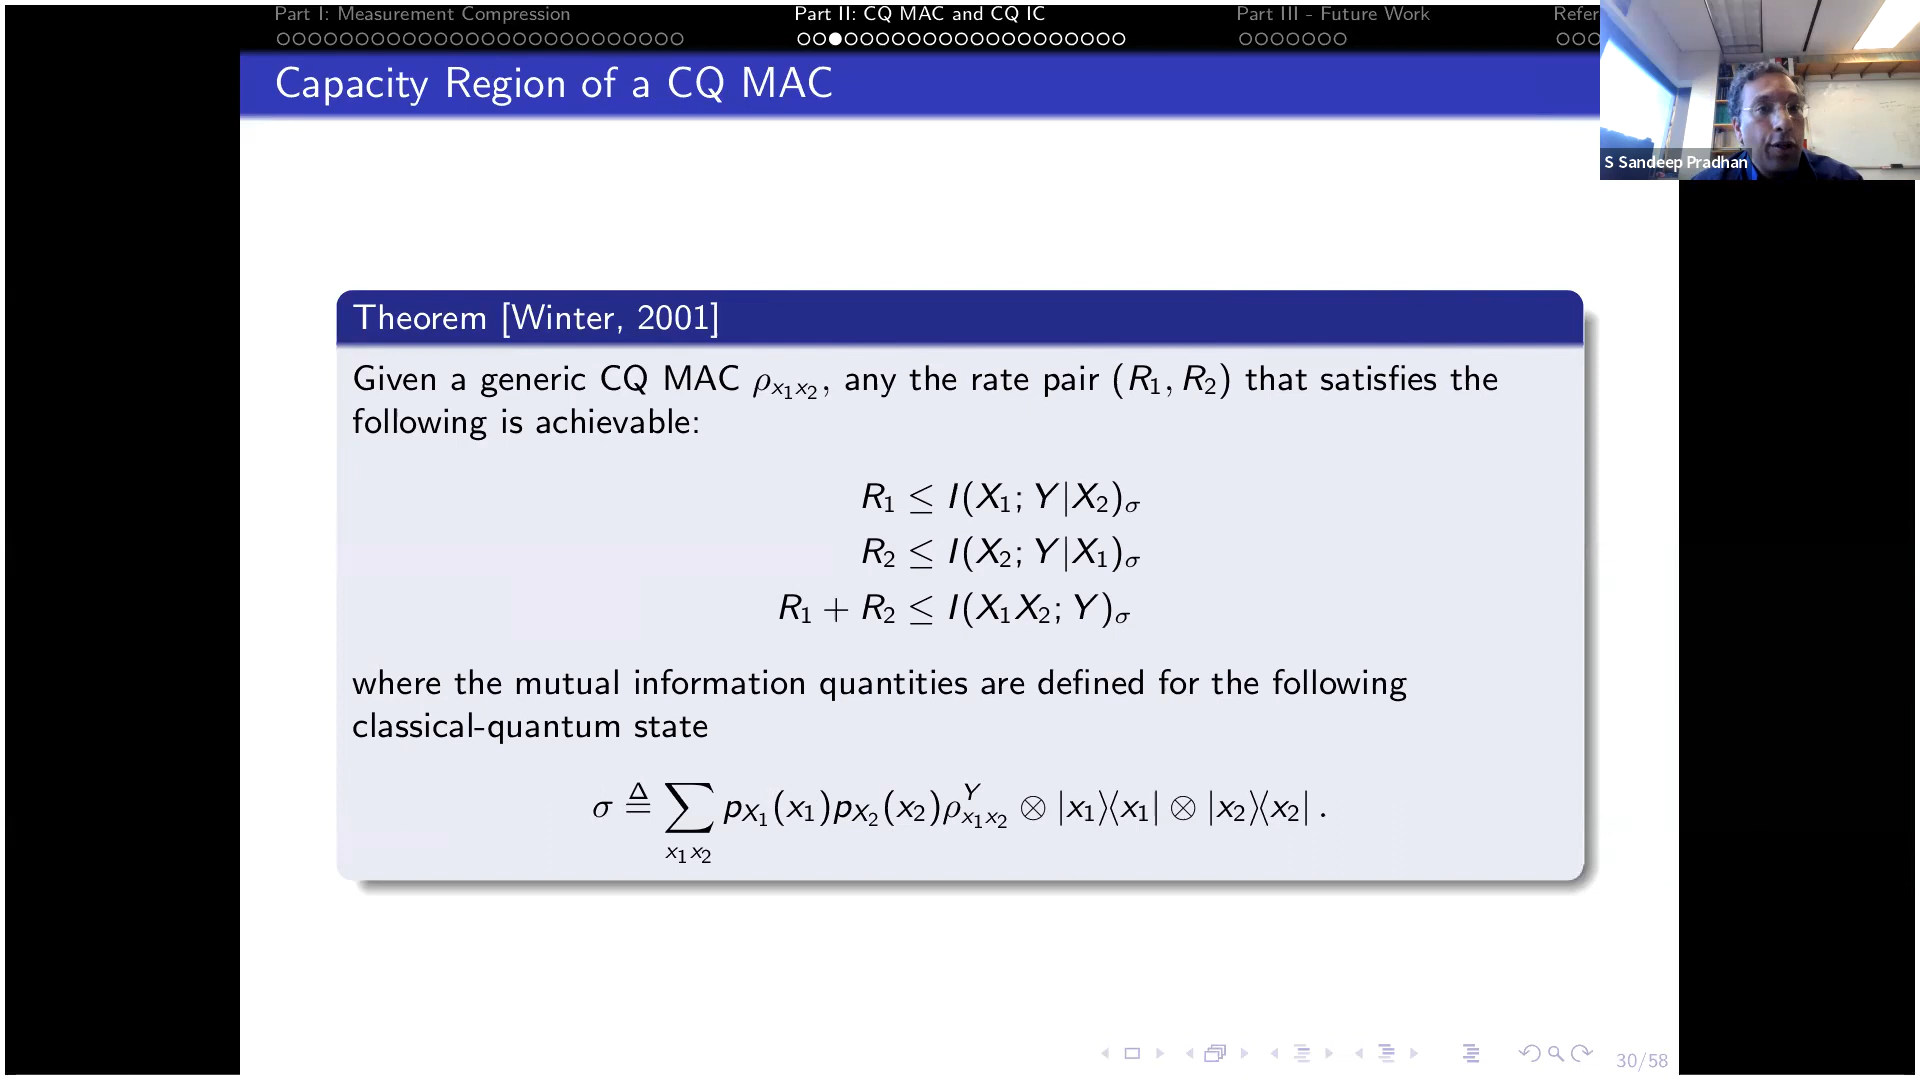 Part I: Measurement Compression Part II: CQ MAC and CQ IC Part III - Future Work Refer
Capacity Region of a CQ MAC
S Sandeep Pradhan
Theorem [Winter, 2001]
Given a generic CQ MAC ρ_{x₁x₂}, any the rate pair (R₁, R₂) that satisfies the
following is achievable:
R₁ ≤ I(X₁; Y|X₂)_σ
R₂ ≤ I(X₂; Y|X₁)_σ
R₁ + R₂ ≤ I(X₁X₂; Y)_σ
where the mutual information quantities are defined for the following
classical-quantum state
σ ≜ ∑_{x₁x₂} p_{X₁}(x₁)p_{X₂}(x₂)ρ^Y_{x₁x₂} ⊗ |x₁⟩⟨x₁| ⊗ |x₂⟩⟨x₂| .
30/58